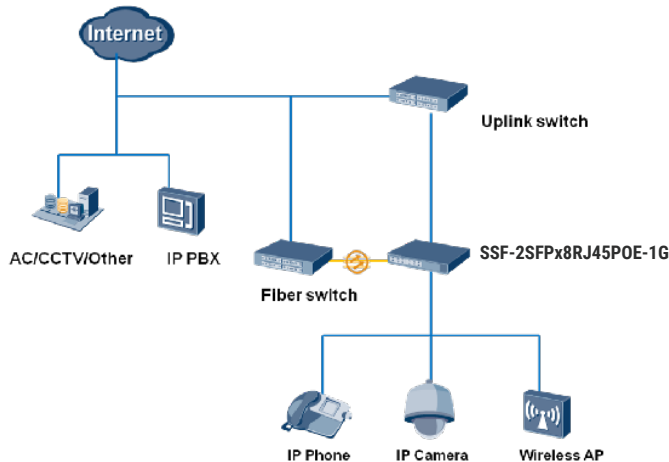 Internet
Uplink switch
AC/CCTV/Other
IP PBX
SSF-2SFPx8RJ45POE-1G
Fiber switch
IP Phone
IP Camera
Wireless AP